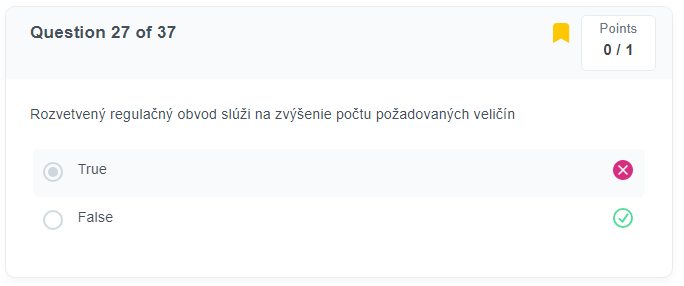 Question 27 of 37
Points
0 / 1
Rozvetvený regulačný obvod slúži na zvýšenie počtu požadovaných veličín
True
False